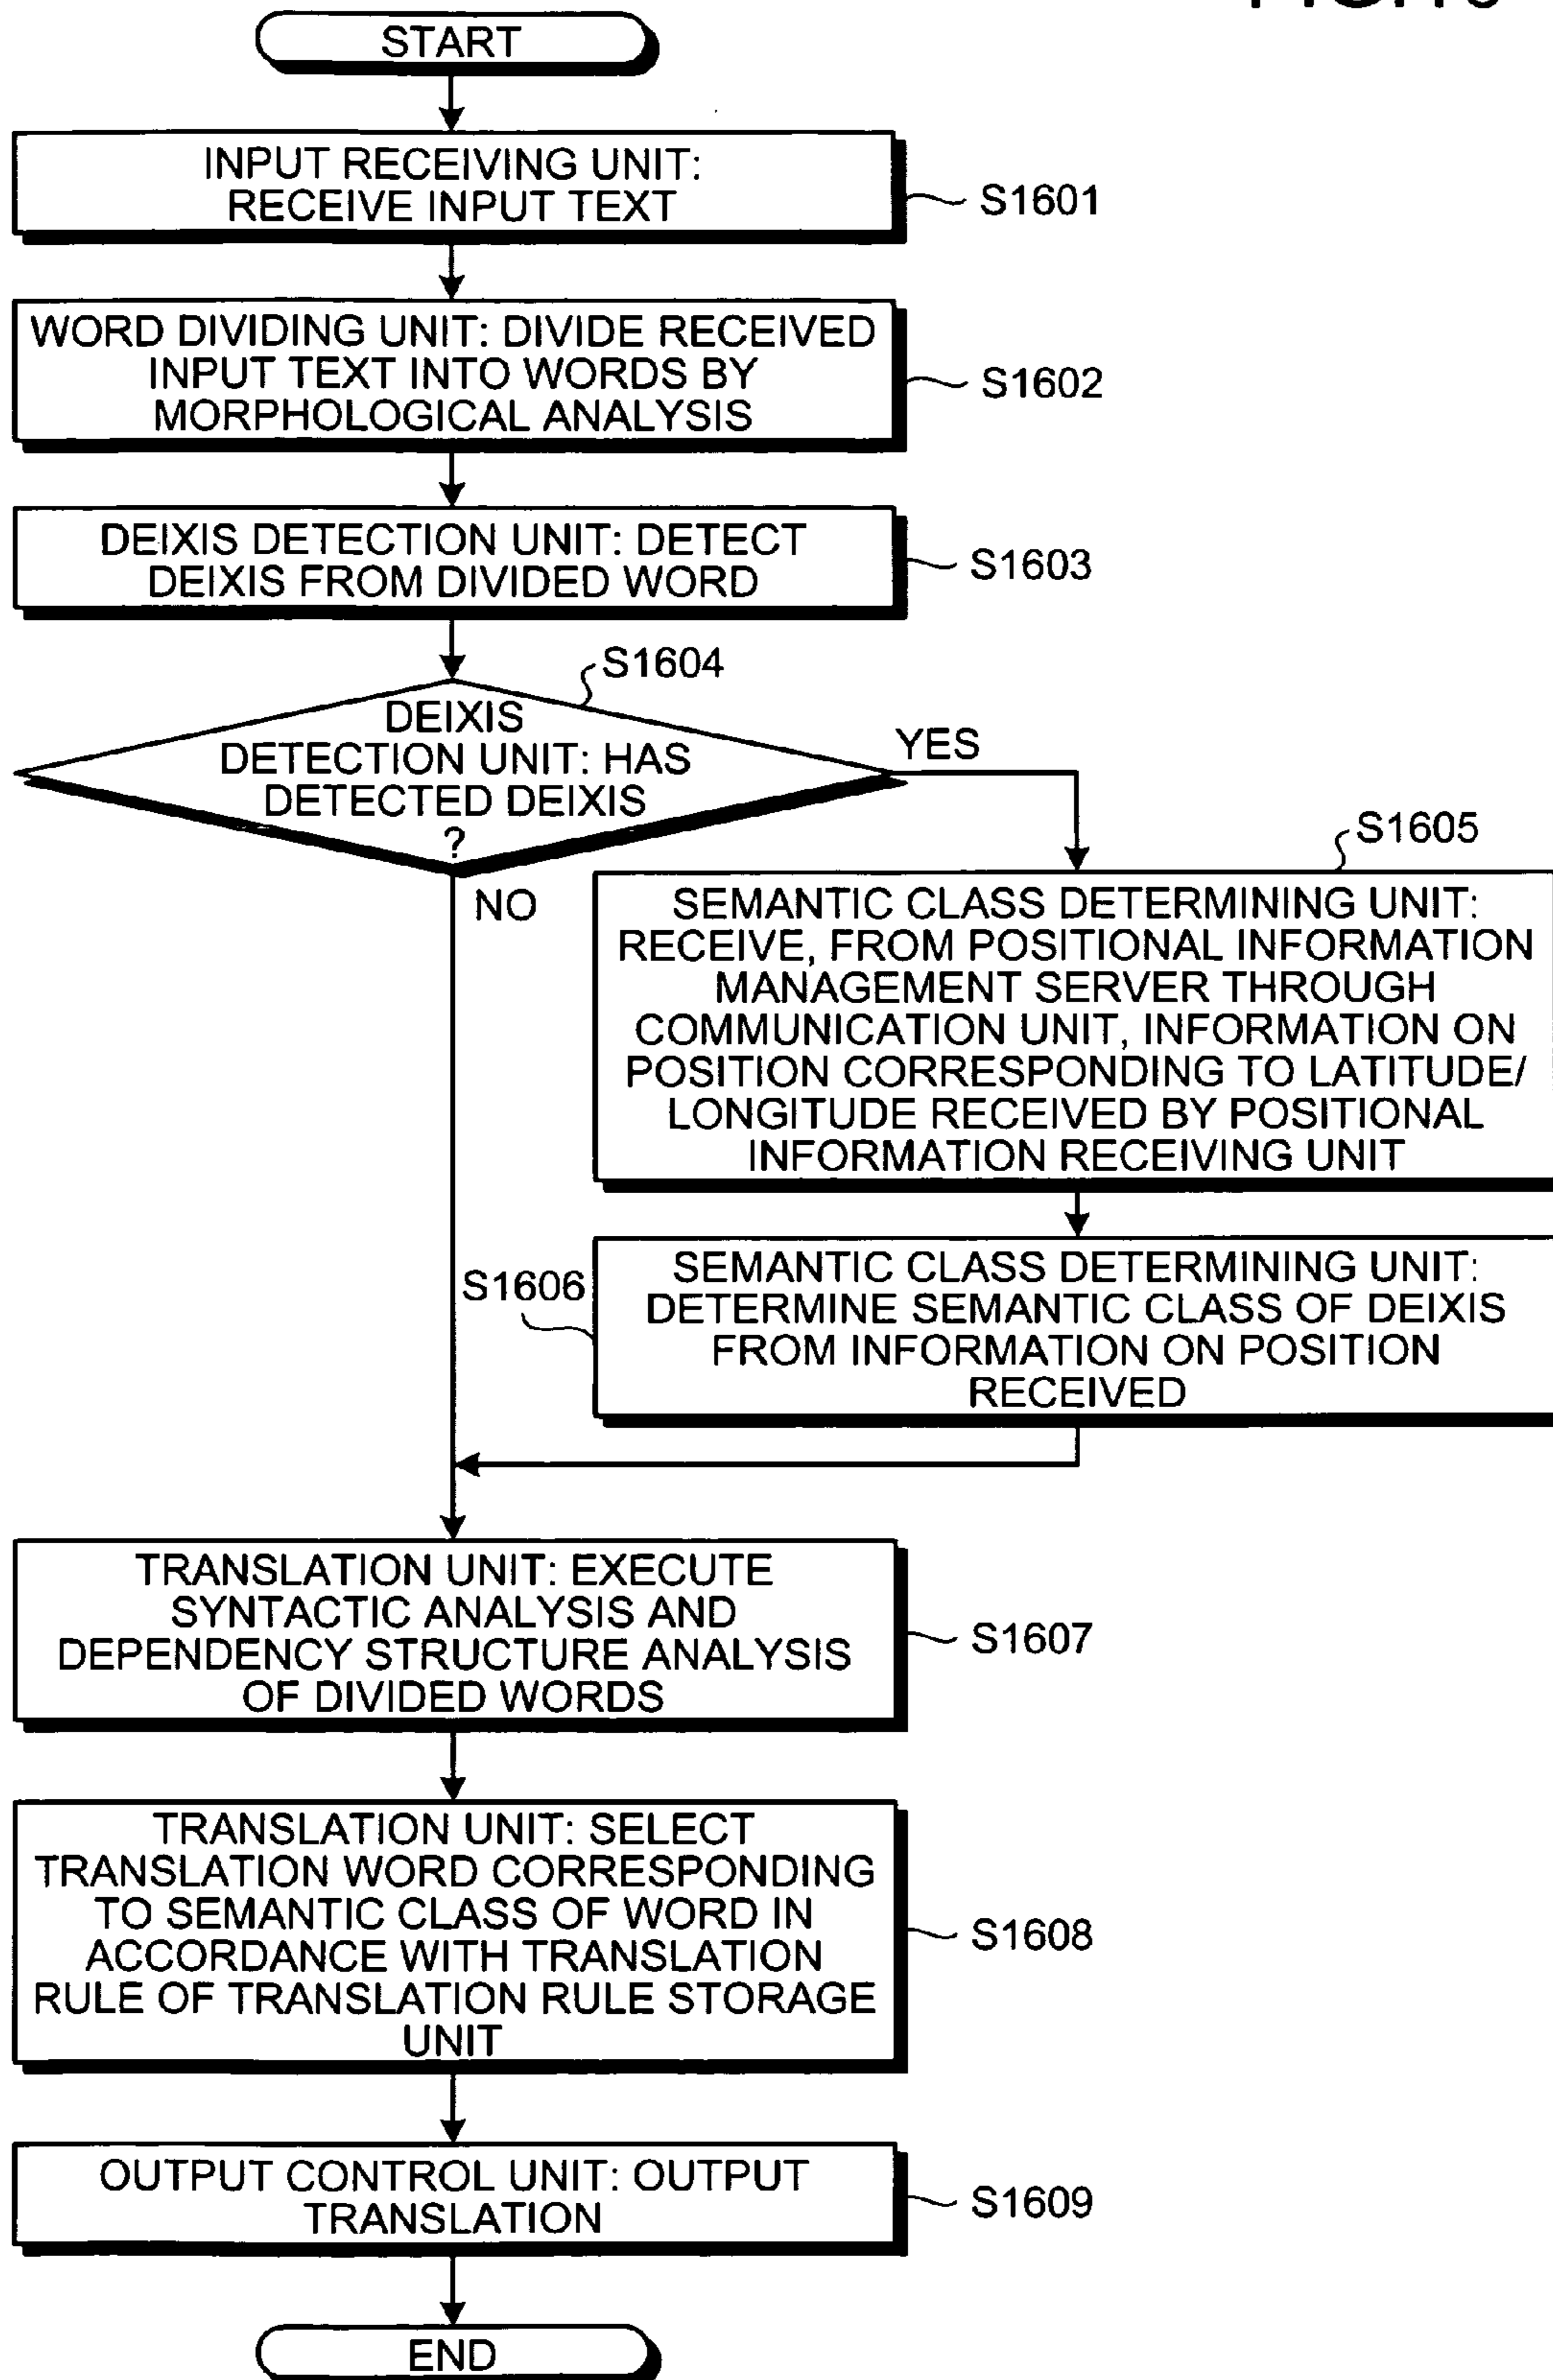 START
INPUT RECEIVING UNIT:
RECEIVE INPUT TEXT
S1601
WORD DIVIDING UNIT: DIVIDE RECEIVED
INPUT TEXT INTO WORDS BY
MORPHOLOGICAL ANALYSIS
S1602
DEIXIS DETECTION UNIT: DETECT
DEIXIS FROM DIVIDED WORD
S1603
S1604
DEIXIS
DETECTION UNIT: HAS
DETECTED DEIXIS
?
YES
NO
S1605
SEMANTIC CLASS DETERMINING UNIT:
RECEIVE, FROM POSITIONAL INFORMATION
MANAGEMENT SERVER THROUGH
COMMUNICATION UNIT, INFORMATION ON
POSITION CORRESPONDING TO LATITUDE/
LONGITUDE RECEIVED BY POSITIONAL
INFORMATION RECEIVING UNIT
S1606
SEMANTIC CLASS DETERMINING UNIT:
DETERMINE SEMANTIC CLASS OF DEIXIS
FROM INFORMATION ON POSITION
RECEIVED
TRANSLATION UNIT: EXECUTE
SYNTACTIC ANALYSIS AND
DEPENDENCY STRUCTURE ANALYSIS
OF DIVIDED WORDS
S1607
TRANSLATION UNIT: SELECT
TRANSLATION WORD CORRESPONDING
TO SEMANTIC CLASS OF WORD IN
ACCORDANCE WITH TRANSLATION
RULE OF TRANSLATION RULE STORAGE
UNIT
S1608
OUTPUT CONTROL UNIT: OUTPUT
TRANSLATION
S1609
END